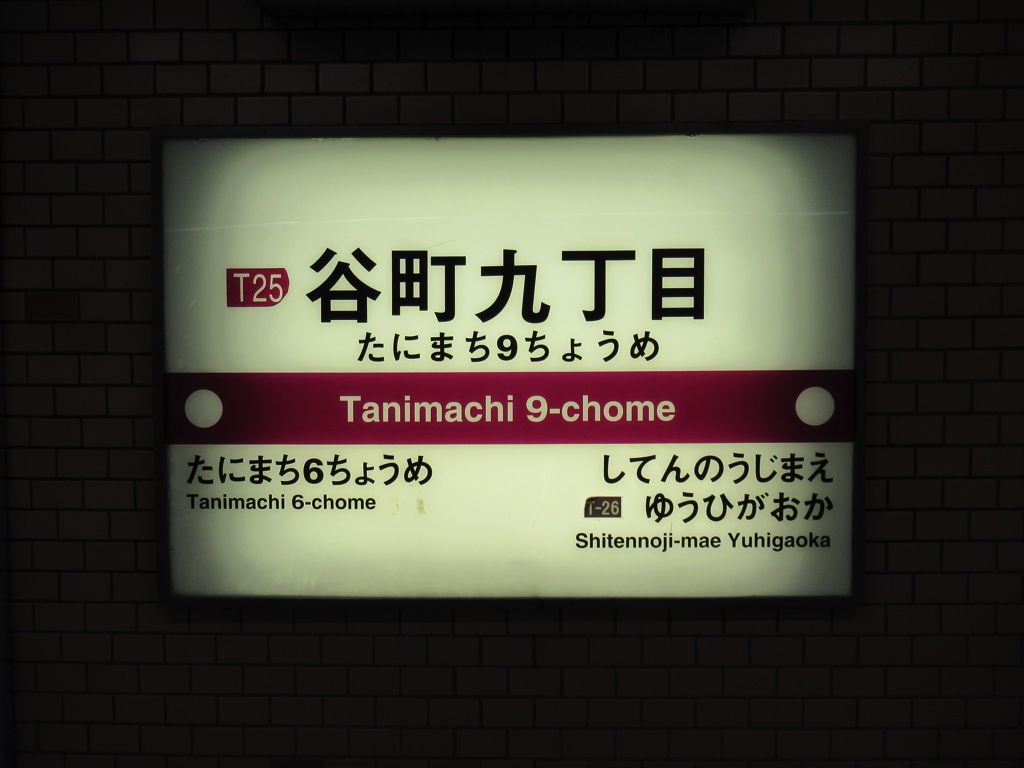 T25 谷町九丁目
たにまち9ちょうめ
Tanimachi 9-chome
たにまち6ちょうめ
Tanimachi 6-chome
してんのうじまえ
T-26 ゆうひがおか
Shitennoji-mae Yuhigaoka